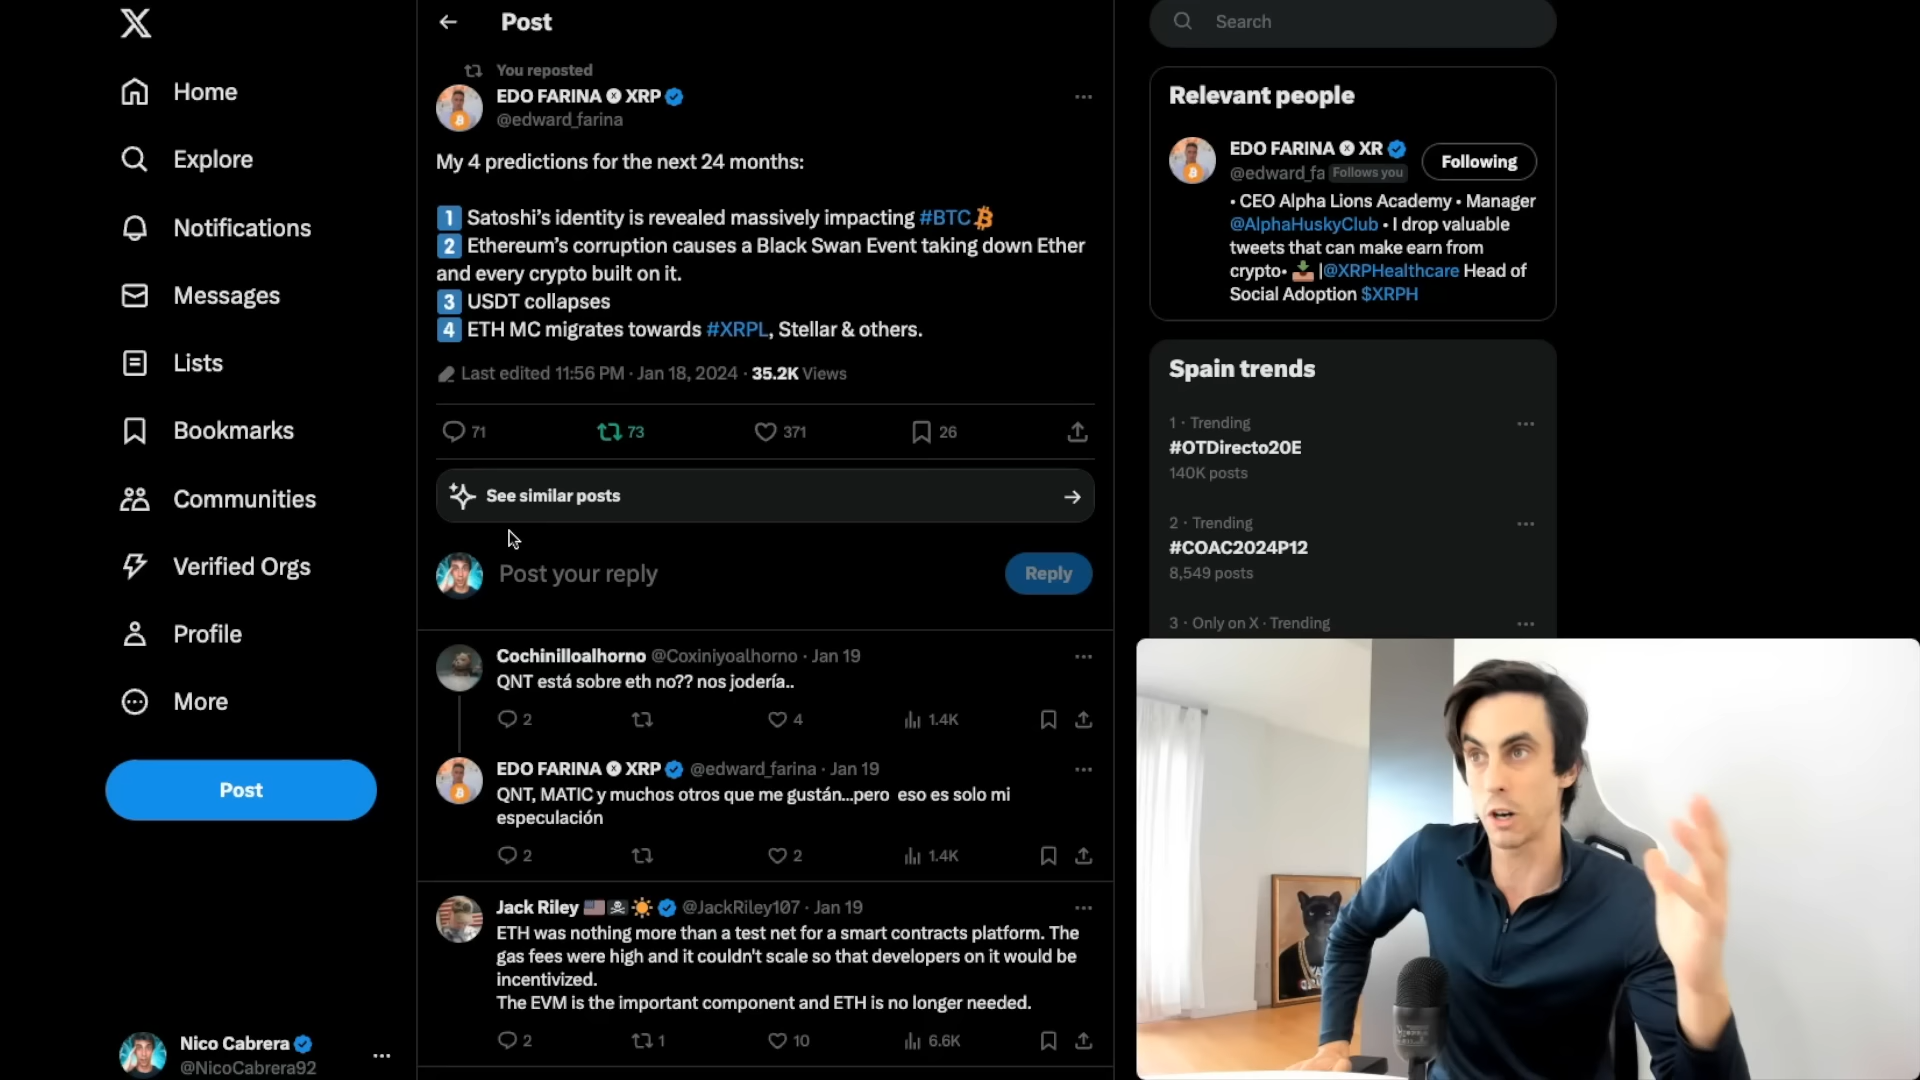 Post
Search
Home
Explore
Notifications
Messages
Lists
Bookmarks
Communities
Verified Orgs
Profile
More
Post
Nico Cabrera
@NicoCabrera92
You reposted
EDO FARINA XRP
@edward_farina
My 4 predictions for the next 24 months:
1 Satoshi's identity is revealed massively impacting #BTC
2 Ethereum's corruption causes a Black Swan Event taking down Ether
and every crypto built on it.
3 USDT collapses
4 ETH MC migrates towards #XRPL, Stellar & others.
Last edited 11:56 PM · Jan 18, 2024 · 35.2K Views
71 73 371 26
See similar posts
Post your reply
Reply
Cochinilloalhorno @Coxiniyoalhorno · Jan 19
QNT está sobre eth no?? nos jodería..
2 4 1.4K
EDO FARINA XRP @edward_farina · Jan 19
QNT, MATIC y muchos otros que me gustán...pero eso es solo mi
especulación
2 2 1.4K
Jack Riley @JackRiley107 · Jan 19
ETH was nothing more than a test net for a smart contracts platform. The
gas fees were high and it couldn't scale so that developers on it would be
incentivized.
The EVM is the important component and ETH is no longer needed.
2 1 10 6.6K
Relevant people
EDO FARINA XR
Following
@edward_fa Follows you
• CEO Alpha Lions Academy • Manager
@AlphaHuskyClub • I drop valuable
tweets that can make earn from
crypto• |@XRPHealthcare Head of
Social Adoption $XRPH
Spain trends
1 · Trending
#OTDirecto20E
140K posts
2 · Trending
#COAC2024P12
8,549 posts
3 · Only on X · Trending